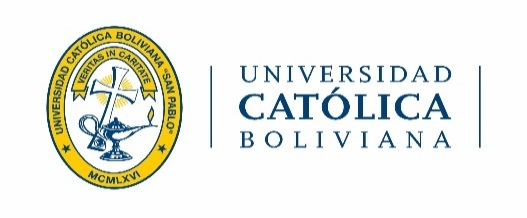 UNIVERSIDAD CATÓLICA BOLIVIANA "SAN PABLO"
VERITAS IN CARITATE
MCMLXVI
UNIVERSIDAD
CATÓLICA
BOLIVIANA